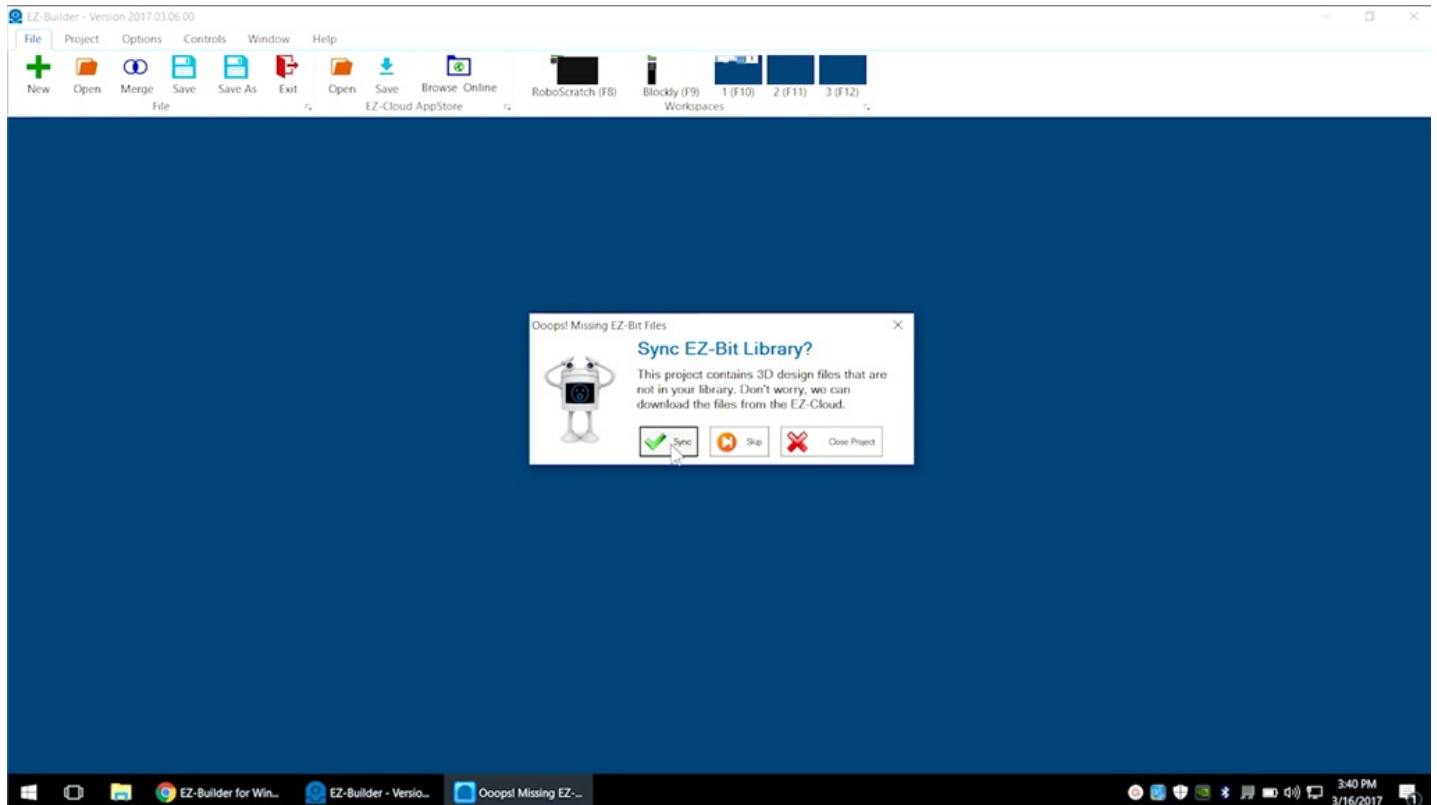 EZ-Builder - Version 2017.03.06.00
File Project Options Controls Window Help
New Open Merge Save Save As Exit Open Save Browse Online RoboScratch (F8) Blockly (F9) 1 (F10) 2 (F11) 3 (F12)
File EZ-Cloud AppStore Workspaces
Ooops! Missing EZ-Bit Files
Sync EZ-Bit Library?
This project contains 3D design files that are
not in your library. Don't worry, we can
download the files from the EZ-Cloud.
Sync Skip Close Project
EZ-Builder for Win... EZ-Builder - Versio... Ooops! Missing EZ-...
3:40 PM
3/16/2017